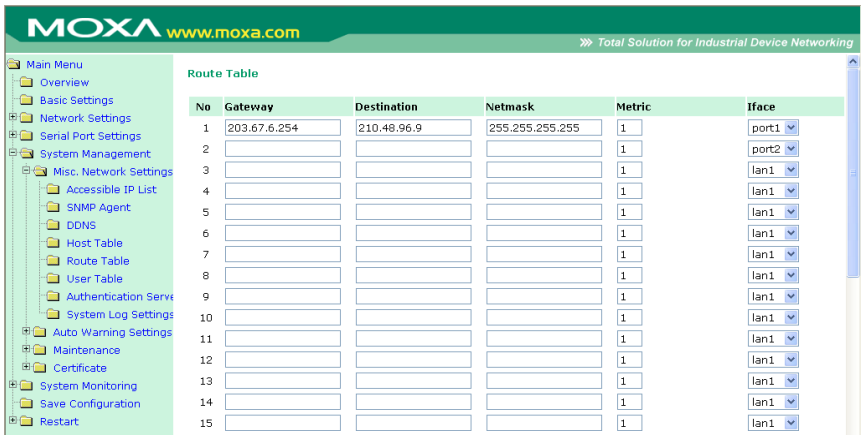 MOXA www.moxa.com
Total Solution for Industrial Device Networking
Main Menu
Overview
Basic Settings
Network Settings
Serial Port Settings
System Management
Misc. Network Settings
Accessible IP List
SNMP Agent
DDNS
Host Table
Route Table
User Table
Authentication Serve
System Log Settings
Auto Warning Settings
Maintenance
Certificate
System Monitoring
Save Configuration
Restart
Route Table
No Gateway Destination Netmask Metric Iface
1 203.67.6.254 210.48.96.9 255.255.255.255 1 port1
2 1 port2
3 1 lan1
4 1 lan1
5 1 lan1
6 1 lan1
7 1 lan1
8 1 lan1
9 1 lan1
10 1 lan1
11 1 lan1
12 1 lan1
13 1 lan1
14 1 lan1
15 1 lan1